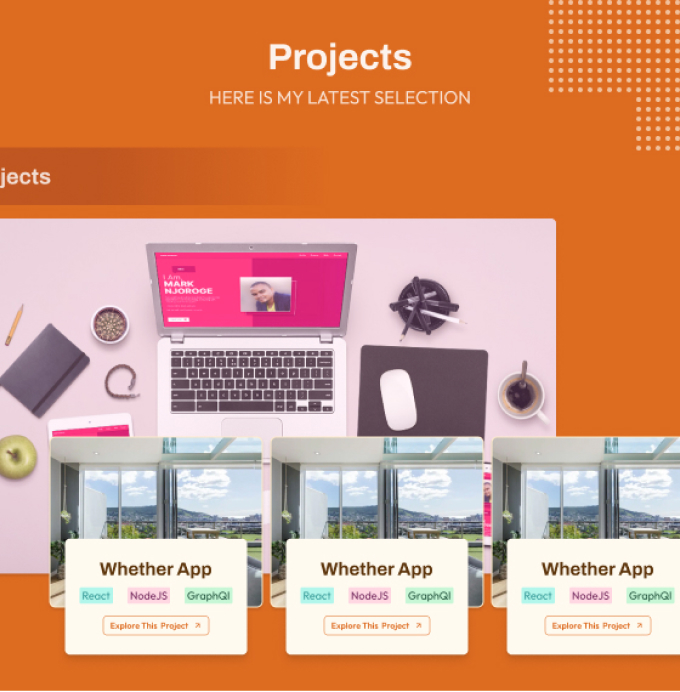 Projects
HERE IS MY LATEST SELECTION
jects
I Am,
MARK
NJOROGE
Whether App
React NodeJS GraphQl
Explore This Project
Whether App
React NodeJS GraphQl
Explore This Project
Whether App
React NodeJS GraphQl
Explore This Project